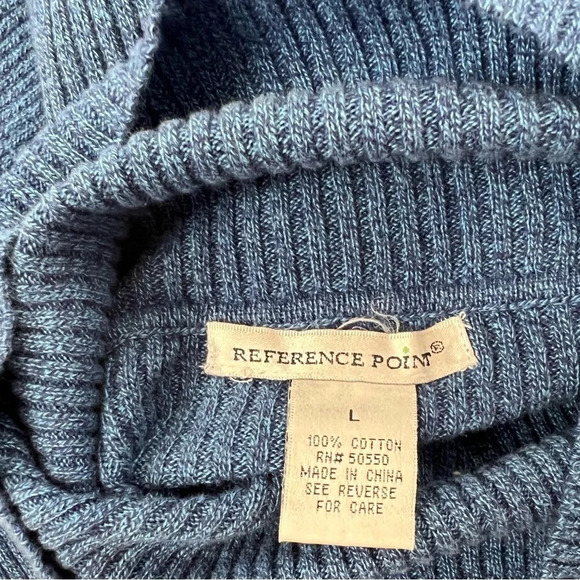 REFERENCE POINT®
L
100% COTTON
RN# 50550
MADE IN CHINA
SEE REVERSE
FOR CARE